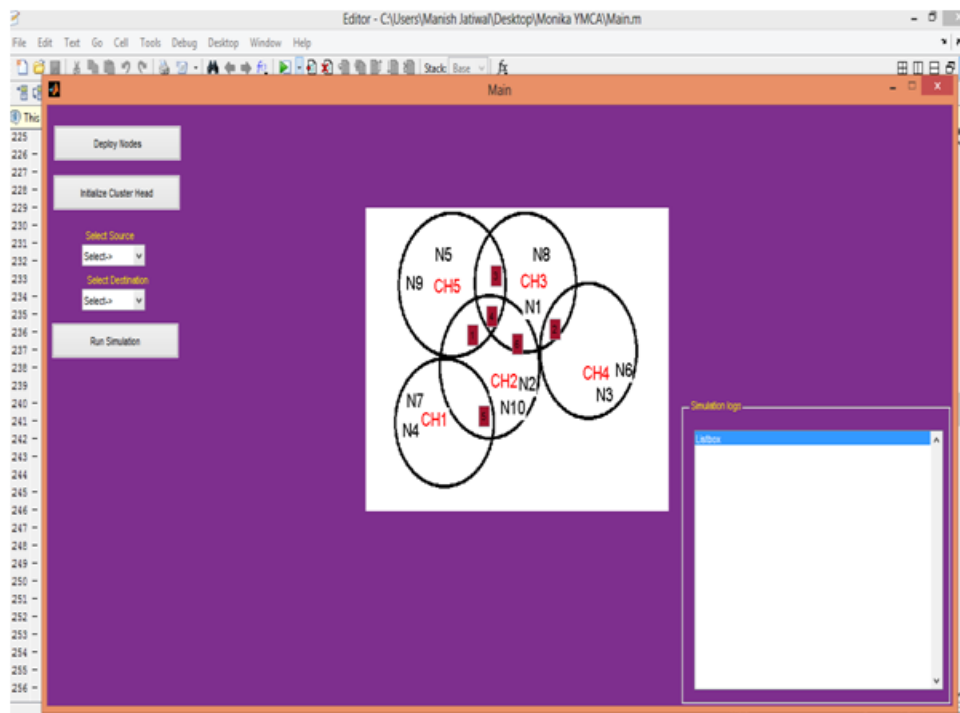 Editor - C:\Users\Manish Jatiwal\Desktop\Monika YMCA\Main.m
File Edit Text Go Cell Tools Debug Desktop Window Help
Stack: Base fx
Main
This
225
226 -
227 -
228 -
229 -
230 -
231 -
232 -
233
234 -
235 -
236 -
237 -
238 -
239 -
240 -
241 -
242 -
243 -
244
245 -
246 -
247 -
248 -
249 -
250 -
251 -
252 -
253 -
254 -
255 -
256 -
Deploy Nodes
Initialize Cluster Head
Select Source
Select->
Select Destination
Select->
Run Simulation
N5
N8
N9
CH5
CH3
N1
CH4
N6
CH2
N2
N3
N7
N10
CH1
N4
Simulation logs
Listbox